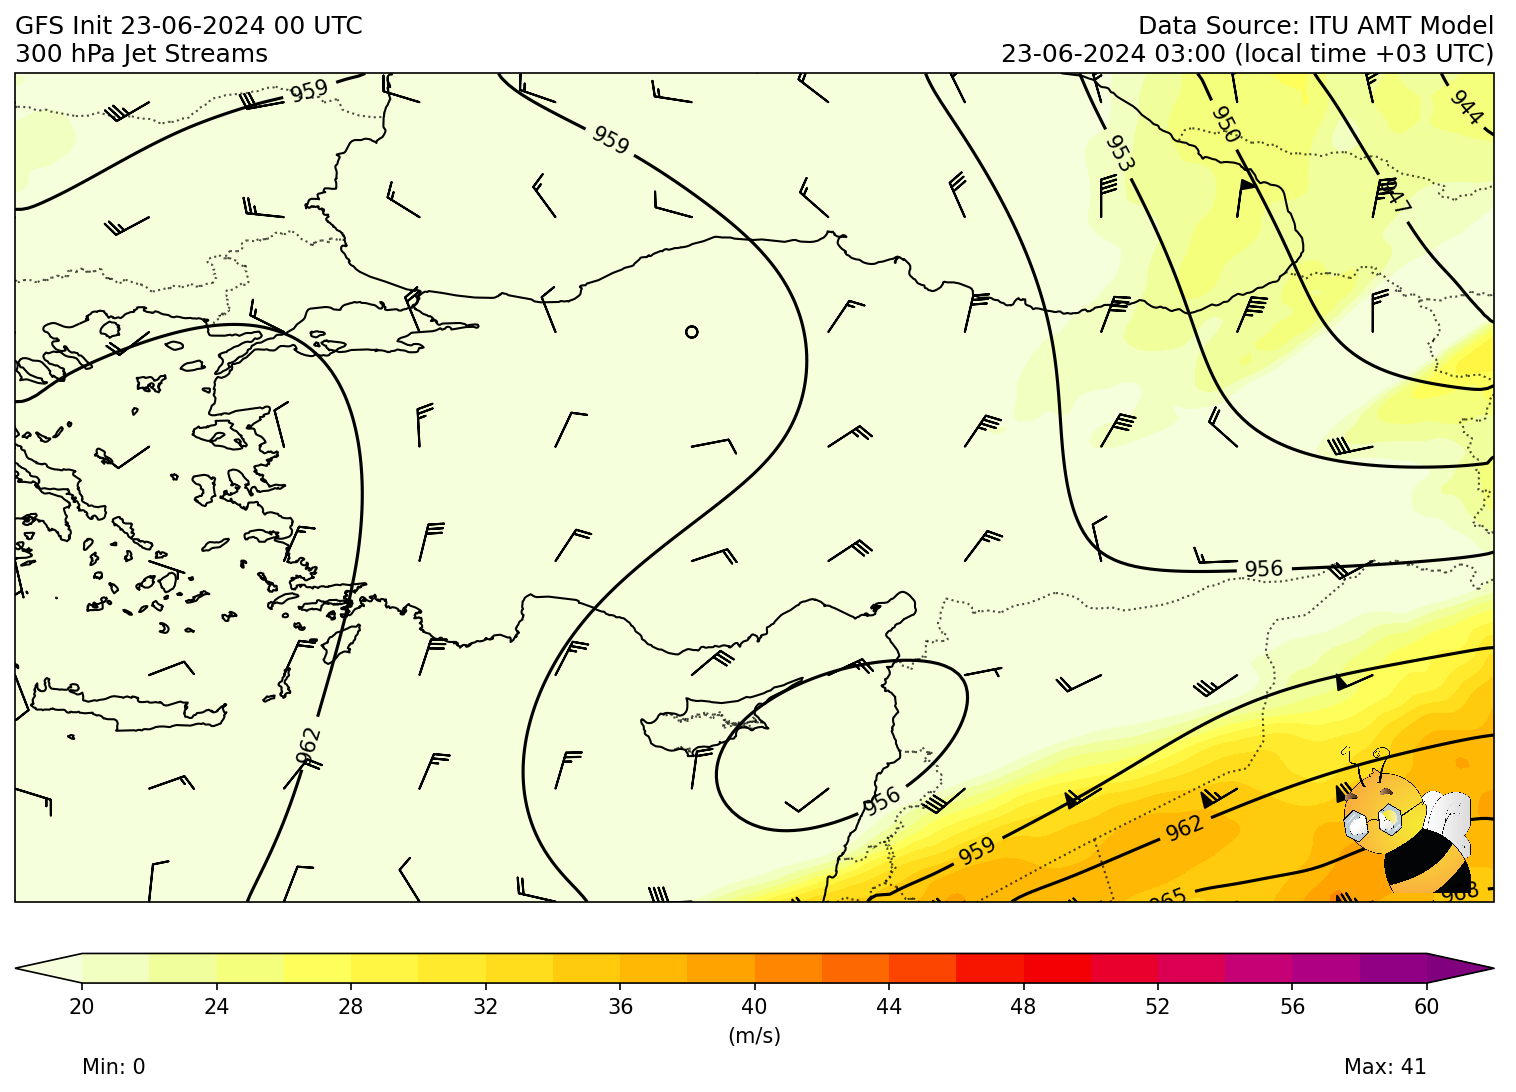 GFS Init 23-06-2024 00 UTC
Data Source: ITU AMT Model
300 hPa Jet Streams
23-06-2024 03:00 (local time +03 UTC)
959
959
944
950
953
947
956
962
956
959
962
965
968
20 24 28 32 36 40 44 48 52 56 60
(m/s)
Min: 0
Max: 41